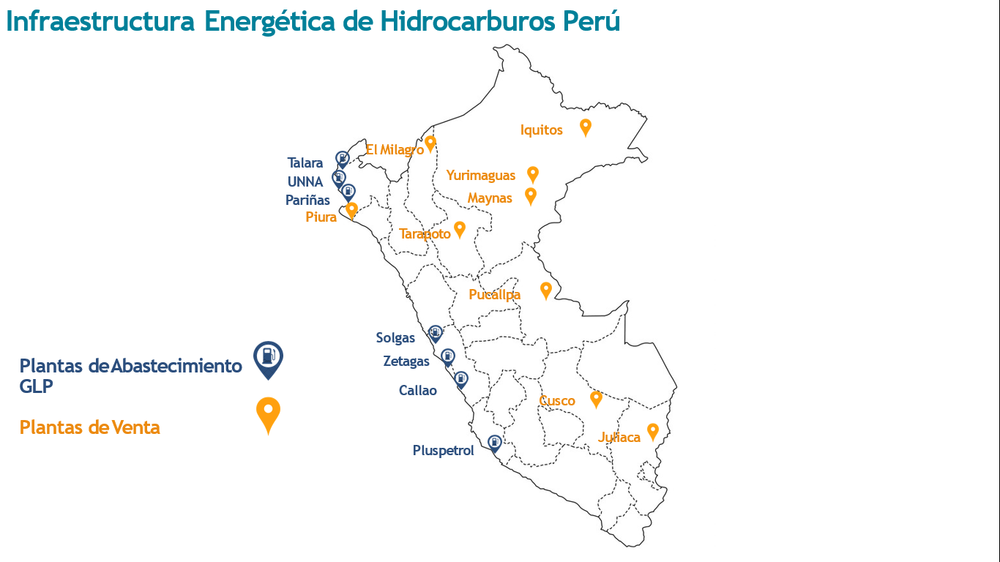 Infraestructura Energética de Hidrocarburos Perú
Iquitos
El Milagro
Talara
Yurimaguas
UNNA
Maynas
Pariñas
Piura
Tarapoto
Pucallpa
Solgas
Zetagas
Plantas de Abastecimiento
GLP
Callao
Cusco
Plantas de Venta
Juliaca
Pluspetrol